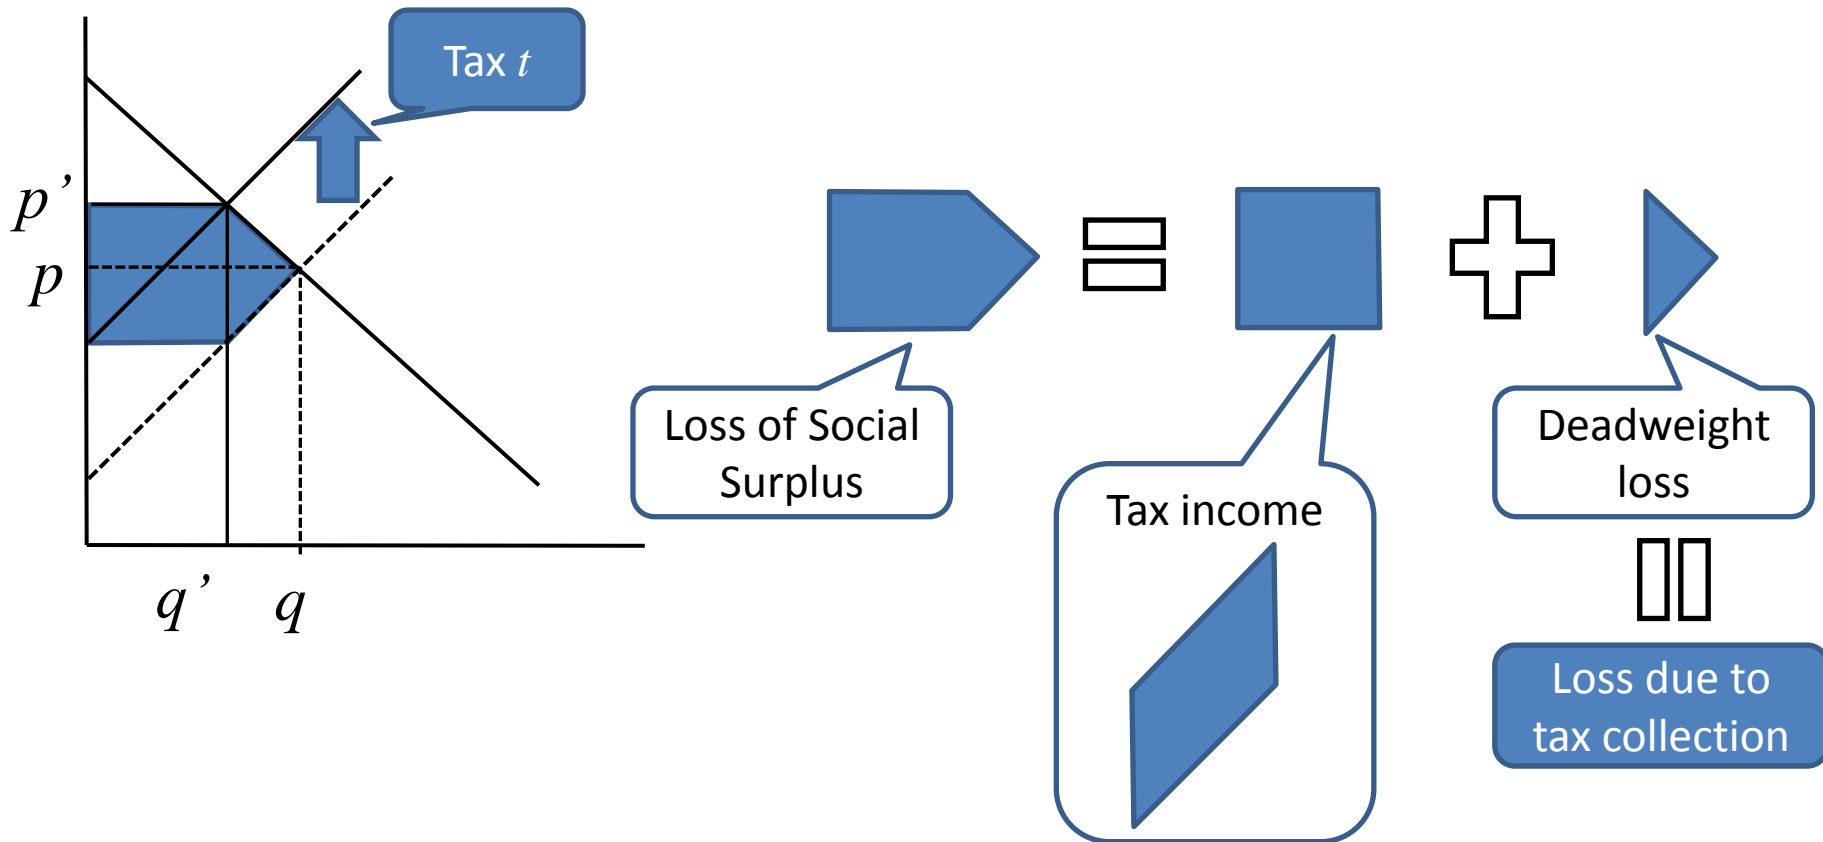 Tax t
p’
p
q’
q
Loss of Social
Surplus
Tax income
Deadweight
loss
Loss due to
tax collection